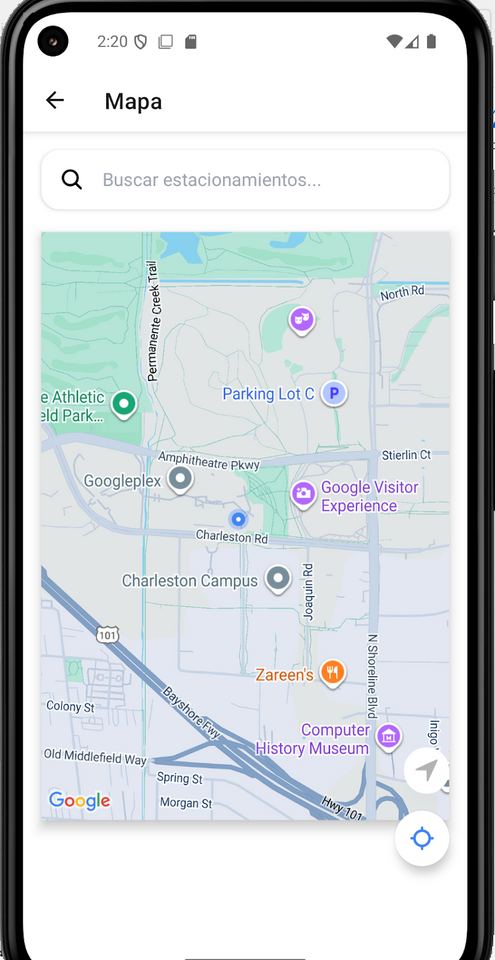 2:20
Mapa
Buscar estacionamientos...
North Rd
Permanente Creek Trail
Parking Lot C
P
e Athletic
eld Park...
Stierlin Ct
Amphitheatre Pkwy
Googleplex
Google Visitor
Experience
Charleston Rd
Charleston Campus
Joaquin Rd
101
N Shoreline Blvd
Zareen's
Colony St
Bayshore Fwy
Computer
History Museum
Inigo
Old Middlefield Way
Spring St
Google
Morgan St
Hwy 101